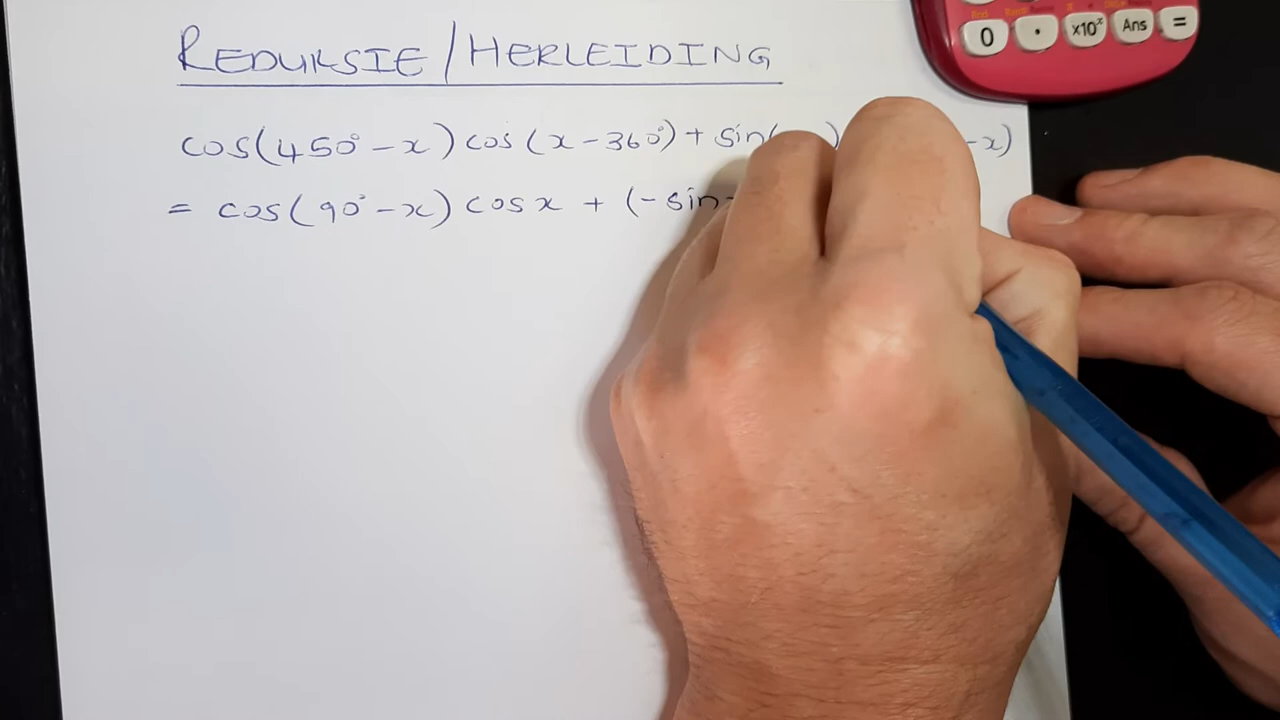 REDUKSIE/HERLEIDING
cos(450° - x) cos (x - 360°) + sin( ) - x)
= cos(90° - x) cos x + (-sin
0 . ×10ˣ Ans =